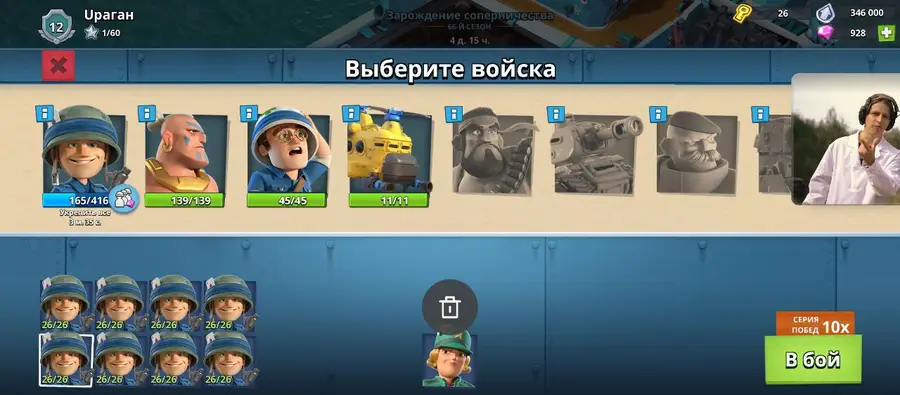 12
Ураган
1/60
Зарождение соперничества
66-Й СЕЗОН
4 д. 15 ч.
26
346 000
928
Выберите войска
165/416
139/139
45/45
11/11
Укрепить все
3 м. 35 с.
26/26 26/26 26/26 26/26
26/26 26/26 26/26 26/26
СЕРИЯ
ПОБЕД 10x
В бой